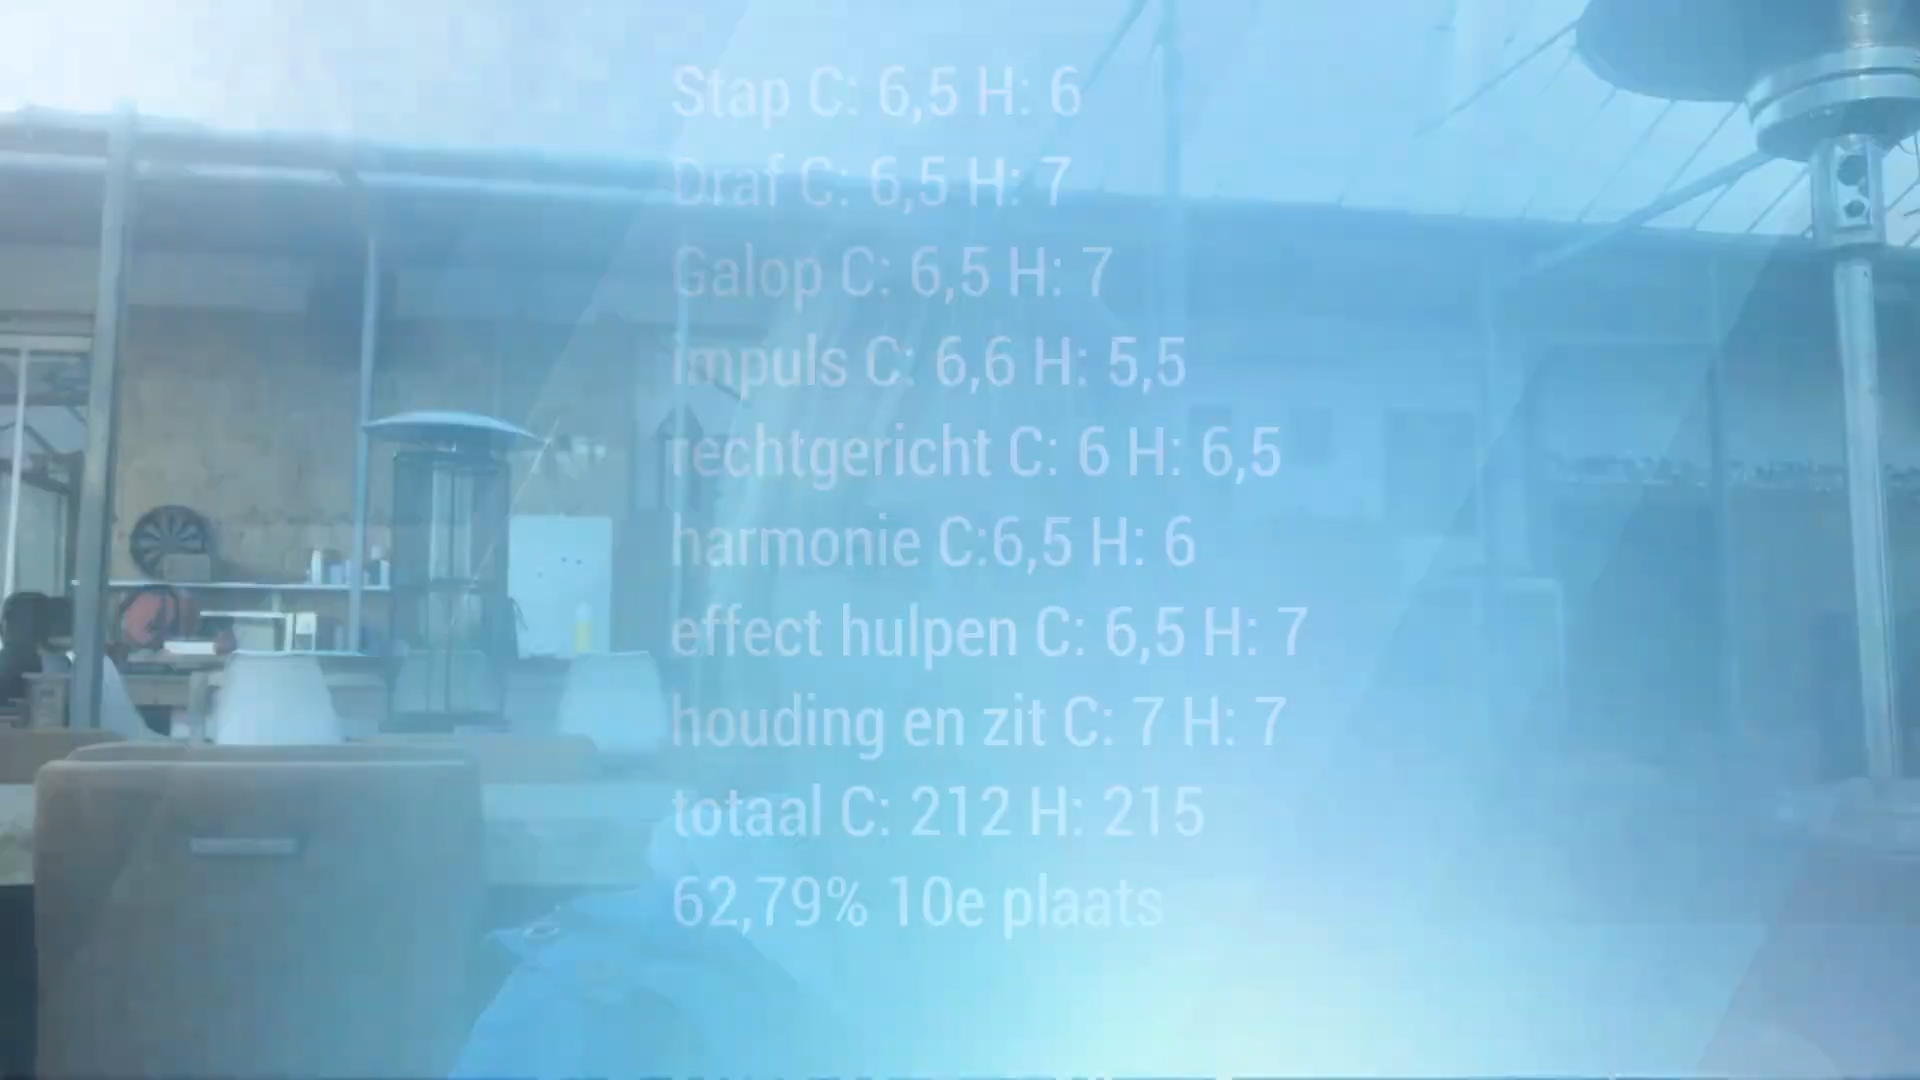 Stap C: 6,5 H: 6
Draf C: 6,5 H: 7
Galop C: 6,5 H: 7
impuls C: 6,6 H: 5,5
rechtgericht C: 6 H: 6,5
harmonie C:6,5 H: 6
effect hulpen C: 6,5 H: 7
houding en zit C: 7 H: 7
totaal C: 212 H: 215
62,79% 10e plaats